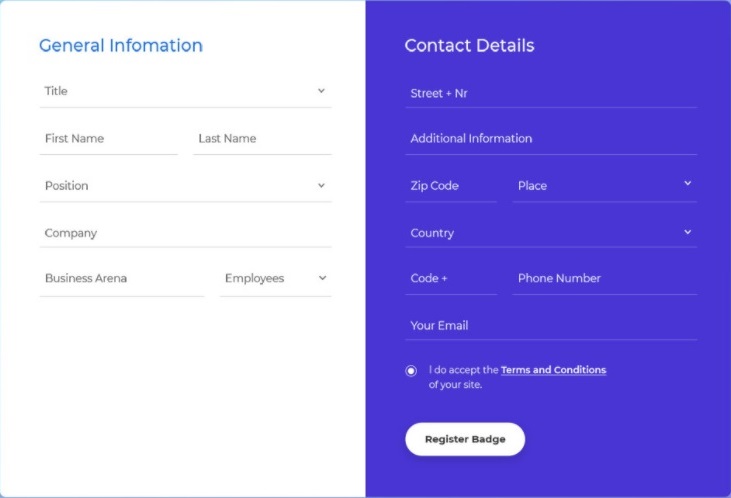 General Infomation
Title
First Name Last Name
Position
Company
Business Arena Employees
Contact Details
Street + Nr
Additional Information
Zip Code Place
Country
Code + Phone Number
Your Email
I do accept the Terms and Conditions
of your site.
Register Badge